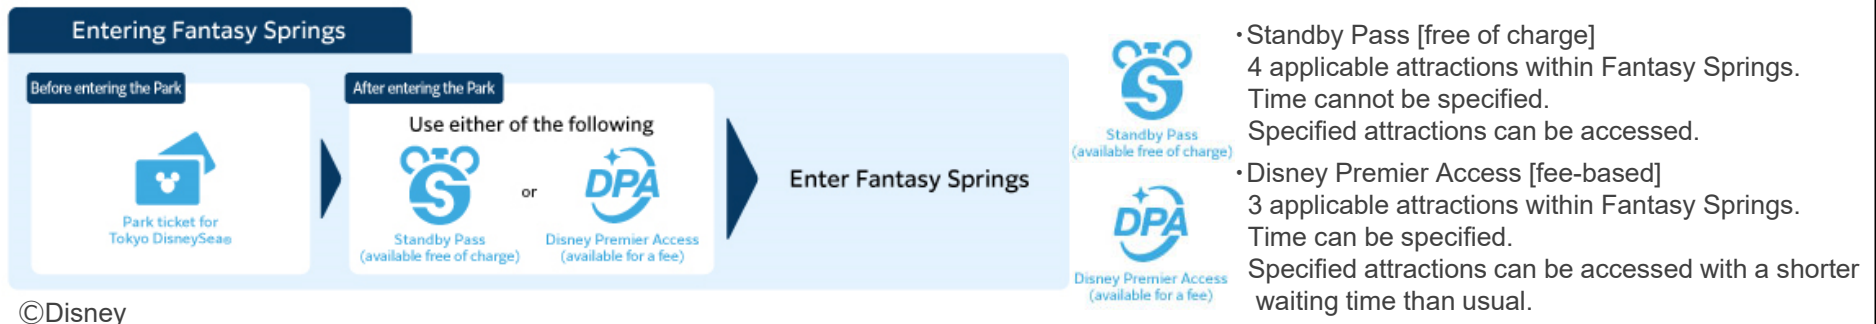 Entering Fantasy Springs
Before entering the Park
Park ticket for
Tokyo DisneySea®
After entering the Park
Use either of the following
S
Standby Pass
(available free of charge)
or
DPA
Disney Premier Access
(available for a fee)
Enter Fantasy Springs
©Disney
S
Standby Pass
(available free of charge)
DPA
Disney Premier Access
(available for a fee)
・Standby Pass [free of charge]
4 applicable attractions within Fantasy Springs.
Time cannot be specified.
Specified attractions can be accessed.
・Disney Premier Access [fee-based]
3 applicable attractions within Fantasy Springs.
Time can be specified.
Specified attractions can be accessed with a shorter
waiting time than usual.